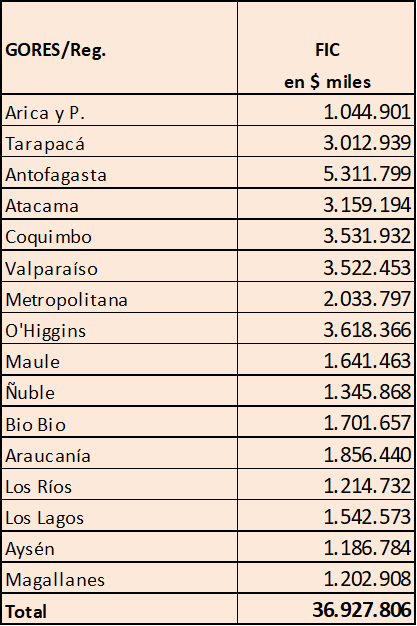 GORES/Reg. FIC
en $ miles
Arica y P. 1.044.901
Tarapacá 3.012.939
Antofagasta 5.311.799
Atacama 3.159.194
Coquimbo 3.531.932
Valparaíso 3.522.453
Metropolitana 2.033.797
O'Higgins 3.618.366
Maule 1.641.463
Ñuble 1.345.868
Bio Bio 1.701.657
Araucanía 1.856.440
Los Ríos 1.214.732
Los Lagos 1.542.573
Aysén 1.186.784
Magallanes 1.202.908
Total 36.927.806